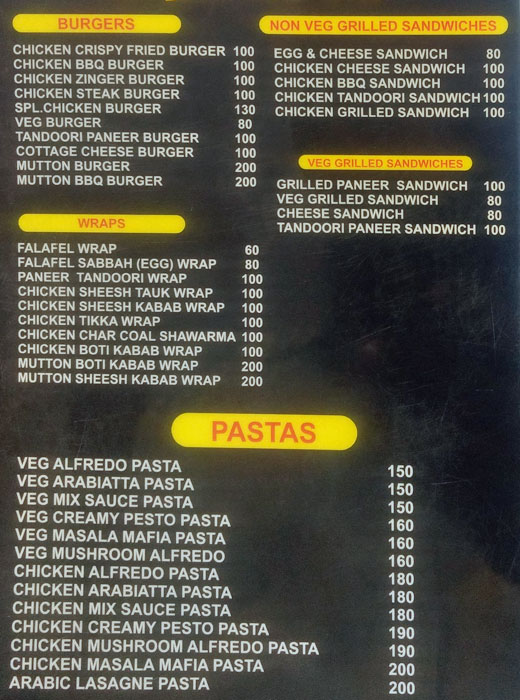 BURGERS
CHICKEN CRISPY FRIED BURGER 100
CHICKEN BBQ BURGER 100
CHICKEN ZINGER BURGER 100
CHICKEN STEAK BURGER 100
SPL.CHICKEN BURGER 130
VEG BURGER 80
TANDOORI PANEER BURGER 100
COTTAGE CHEESE BURGER 100
MUTTON BURGER 200
MUTTON BBQ BURGER 200
WRAPS
FALAFEL WRAP 60
FALAFEL SABBAH (EGG) WRAP 80
PANEER TANDOORI WRAP 100
CHICKEN SHEESH TAUK WRAP 100
CHICKEN SHEESH KABAB WRAP 100
CHICKEN TIKKA WRAP 100
CHICKEN CHAR COAL SHAWARMA 100
CHICKEN BOTI KABAB WRAP 100
MUTTON BOTI KABAB WRAP 200
MUTTON SHEESH KABAB WRAP 200
NON VEG GRILLED SANDWICHES
EGG & CHEESE SANDWICH 80
CHICKEN CHEESE SANDWICH 100
CHICKEN BBQ SANDWICH 100
CHICKEN TANDOORI SANDWICH 100
CHICKEN GRILLED SANDWICH 100
VEG GRILLED SANDWICHES
GRILLED PANEER SANDWICH 100
VEG GRILLED SANDWICH 80
CHEESE SANDWICH 80
TANDOORI PANEER SANDWICH 100
PASTAS
VEG ALFREDO PASTA 150
VEG ARABIATTA PASTA 150
VEG MIX SAUCE PASTA 150
VEG CREAMY PESTO PASTA 160
VEG MASALA MAFIA PASTA 160
VEG MUSHROOM ALFREDO 160
CHICKEN ALFREDO PASTA 180
CHICKEN ARABIATTA PASTA 180
CHICKEN MIX SAUCE PASTA 180
CHICKEN CREAMY PESTO PASTA 190
CHICKEN MUSHROOM ALFREDO PASTA 190
CHICKEN MASALA MAFIA PASTA 200
ARABIC LASAGNE PASTA 200